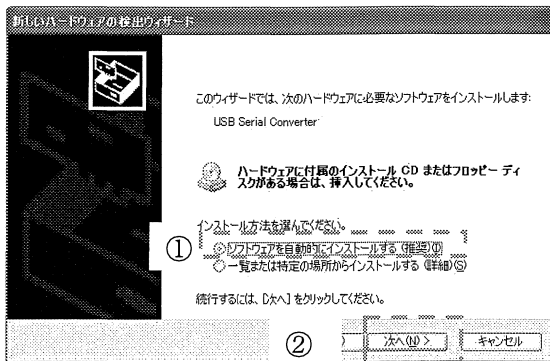 新しいハードウェアの検出ウィザード
このウィザードでは、次のハードウェアに必要なソフトウェアをインストールします:
USB Serial Converter
ハードウェアに付属のインストール CD またはフロッピー ディ
スクがある場合は、挿入してください。
インストール方法を選んでください。
① ソフトウェアを自動的にインストールする (推奨)(I)
一覧または特定の場所からインストールする (詳細)(S)
続行するには、[次へ] をクリックしてください。
② ) 次へ(N) > キャンセル